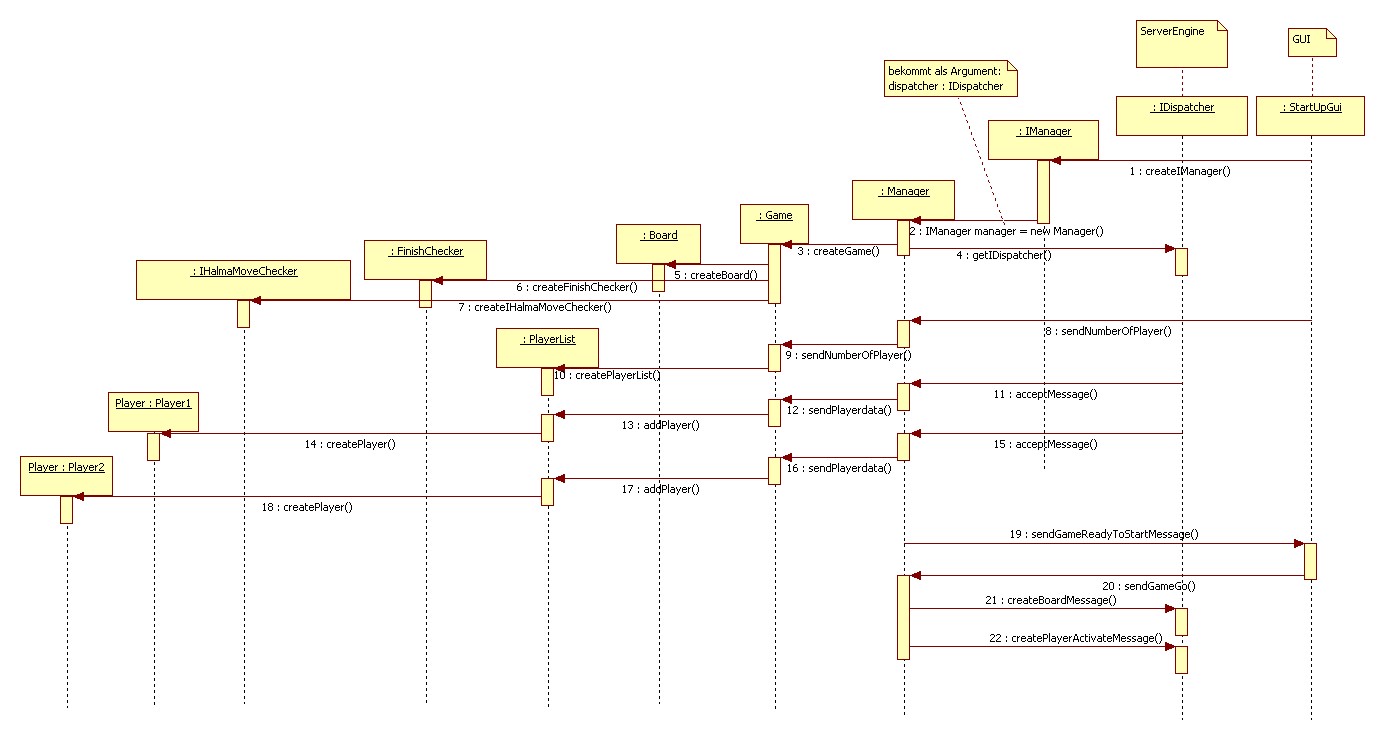 ServerEngine
GUI
bekommt als Argument:
dispatcher : IDispatcher
: IDispatcher
: StartUpGui
: IManager
1 : createIManager()
: Manager
: Game
2 : IManager manager = new Manager()
: Board
: FinishChecker
3 : createGame()
4 : getIDispatcher()
: IHalmaMoveChecker
5 : createBoard()
6 : createFinishChecker()
7 : createIHalmaMoveChecker()
8 : sendNumberOfPlayer()
: PlayerList
9 : sendNumberOfPlayer()
10 : createPlayerList()
11 : acceptMessage()
Player : Player1
12 : sendPlayerdata()
13 : addPlayer()
14 : createPlayer()
15 : acceptMessage()
Player : Player2
16 : sendPlayerdata()
17 : addPlayer()
18 : createPlayer()
19 : sendGameReadyToStartMessage()
20 : sendGameGo()
21 : createBoardMessage()
22 : createPlayerActivateMessage()